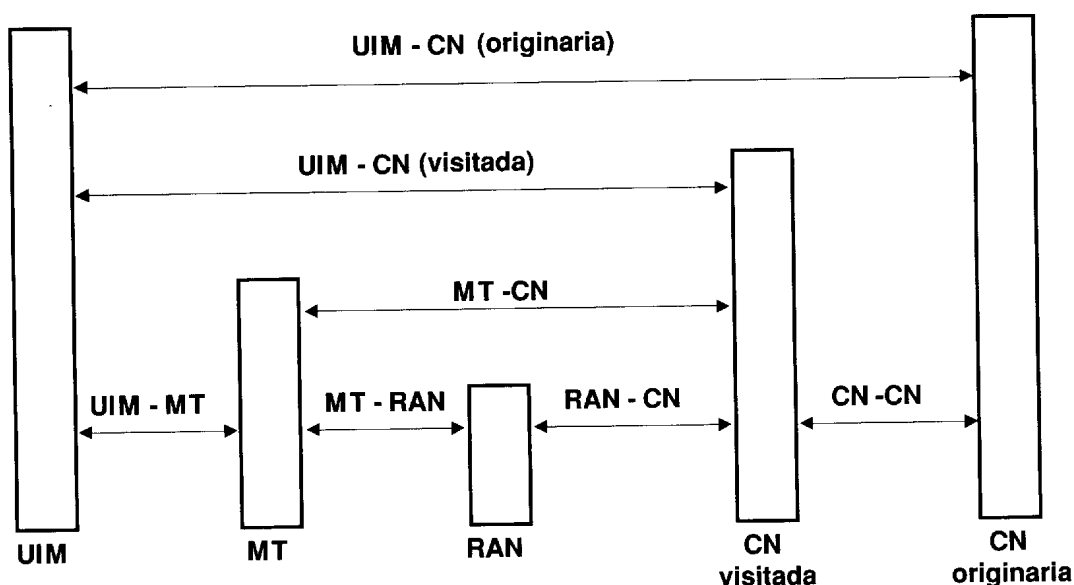 UIM - CN (originaria)
UIM - CN (visitada)
MT -CN
UIM - MT
MT - RAN
RAN - CN
CN -CN
UIM
MT
RAN
CN
visitada
CN
originaria